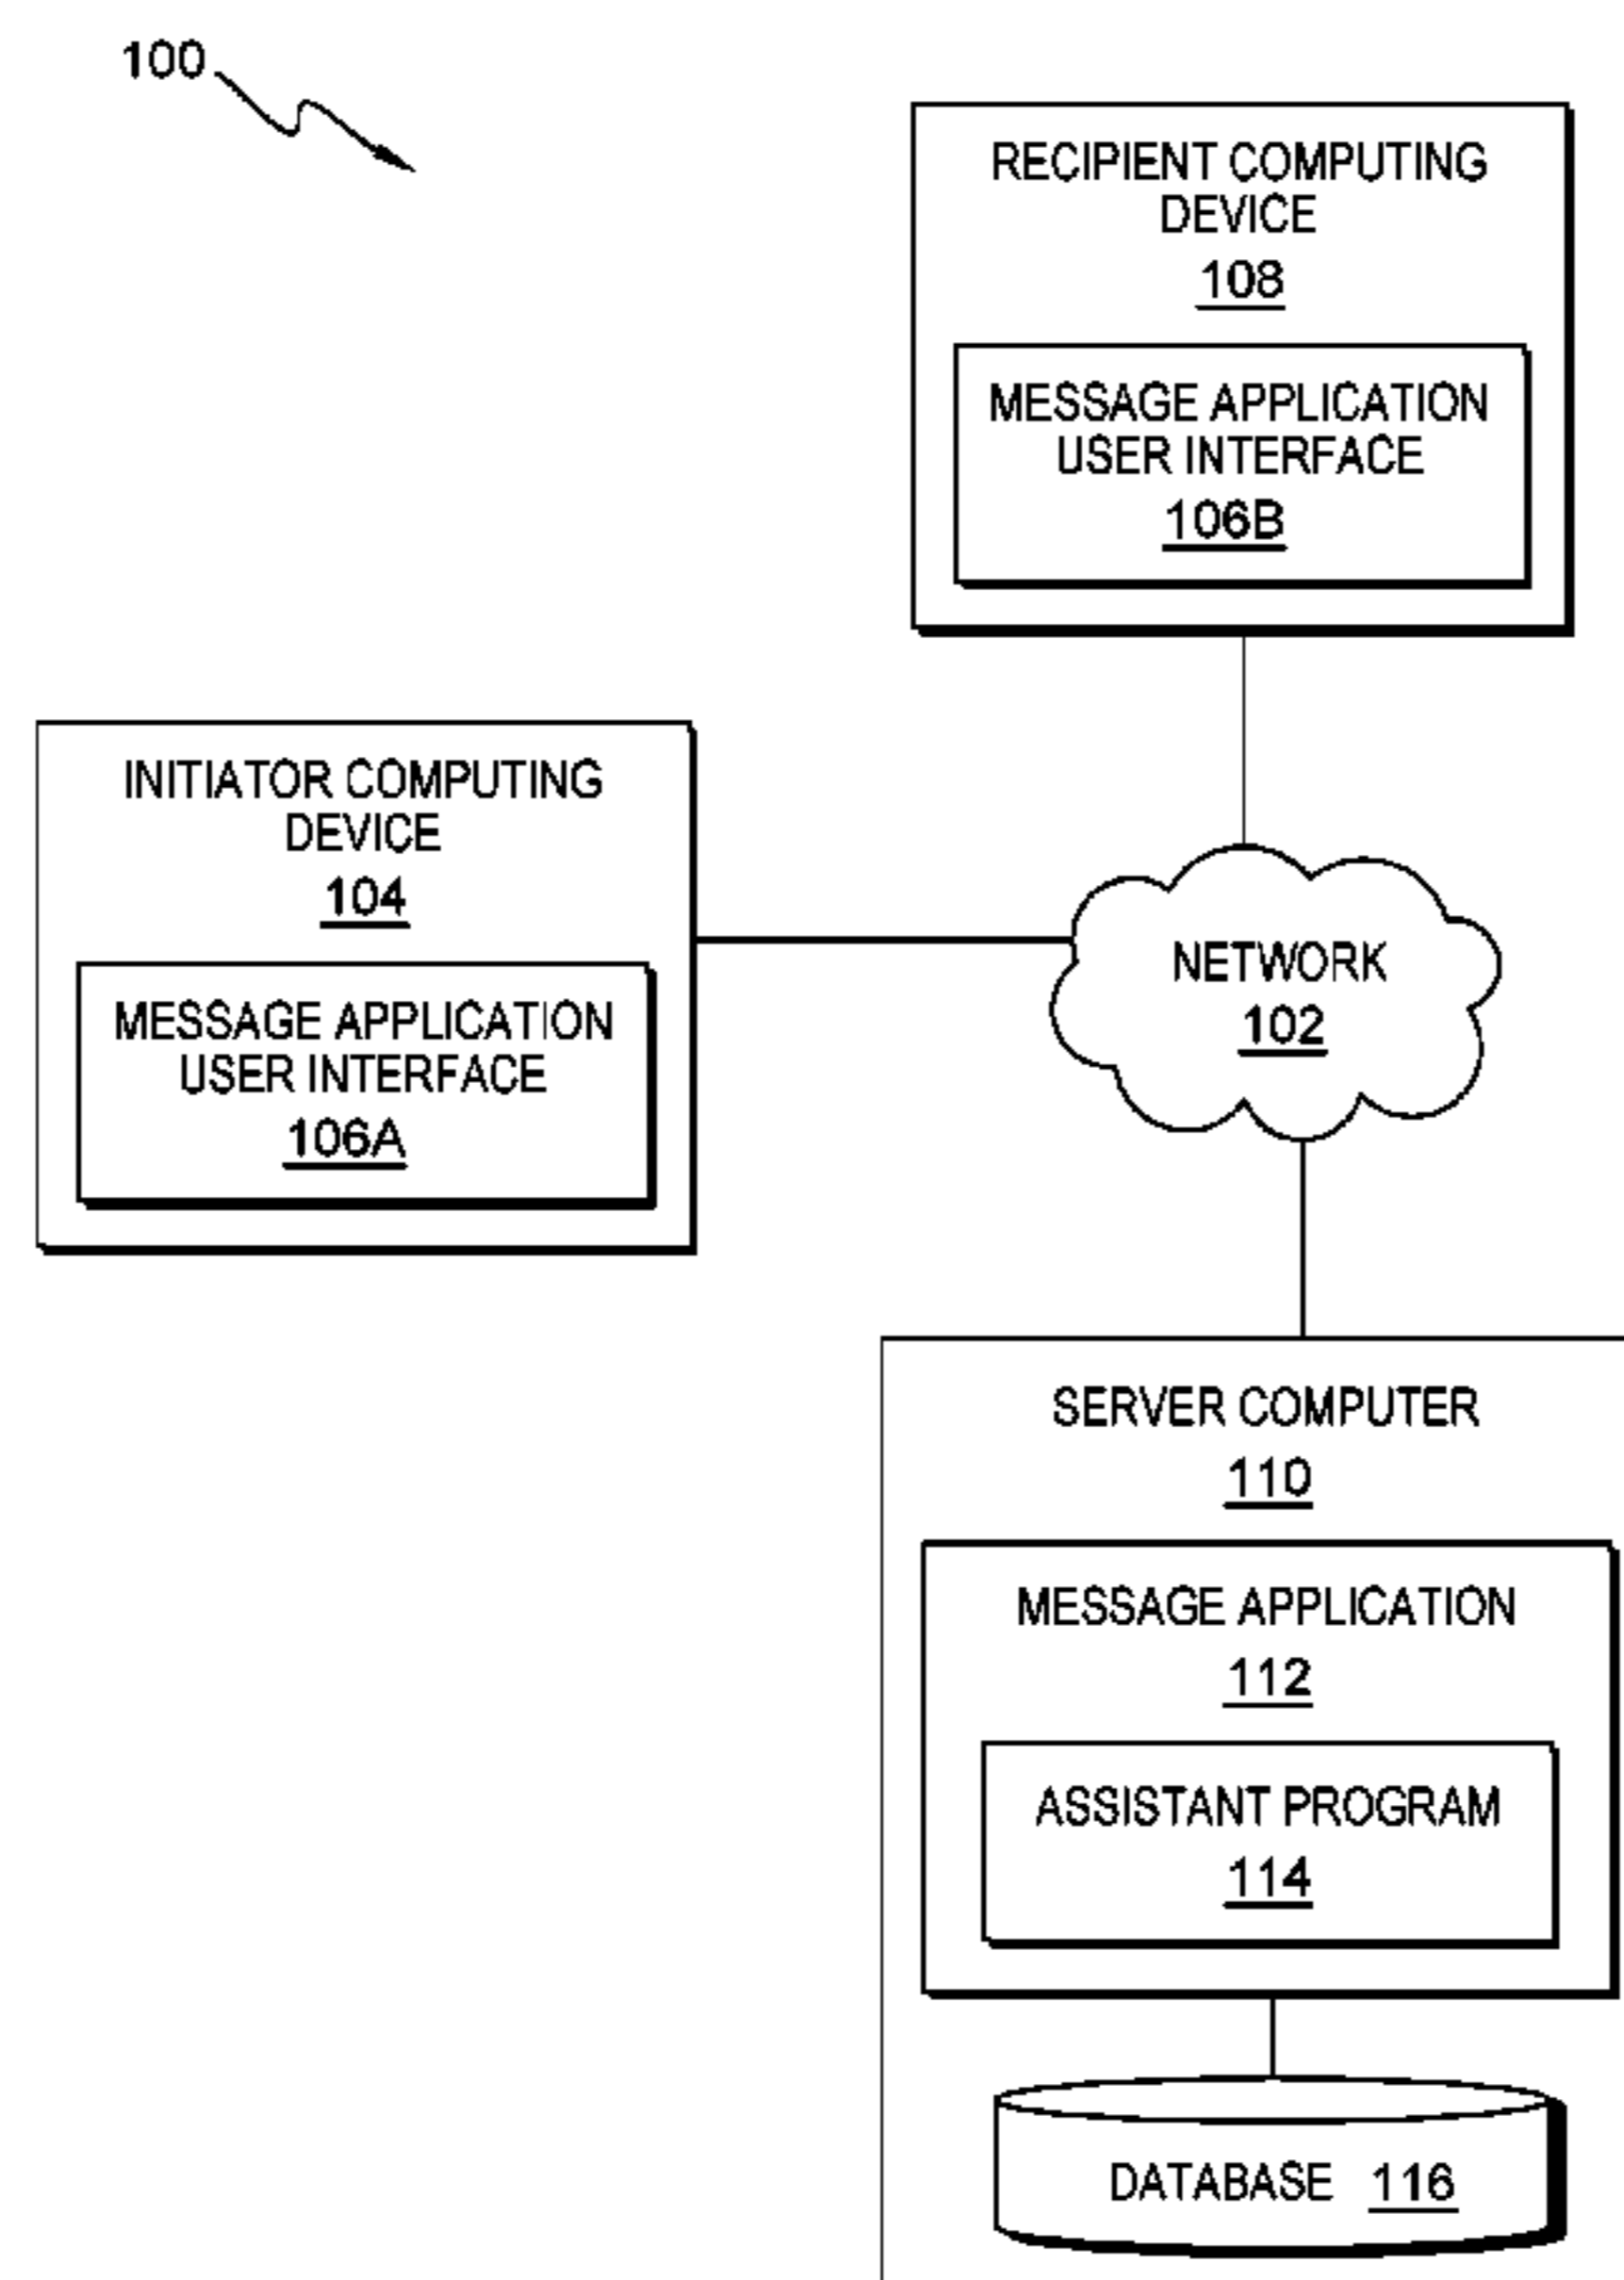 100
RECIPIENT COMPUTING
DEVICE
108
MESSAGE APPLICATION
USER INTERFACE
106B
INITIATOR COMPUTING
DEVICE
104
MESSAGE APPLICATION
USER INTERFACE
106A
NETWORK
102
SERVER COMPUTER
110
MESSAGE APPLICATION
112
ASSISTANT PROGRAM
114
DATABASE 116